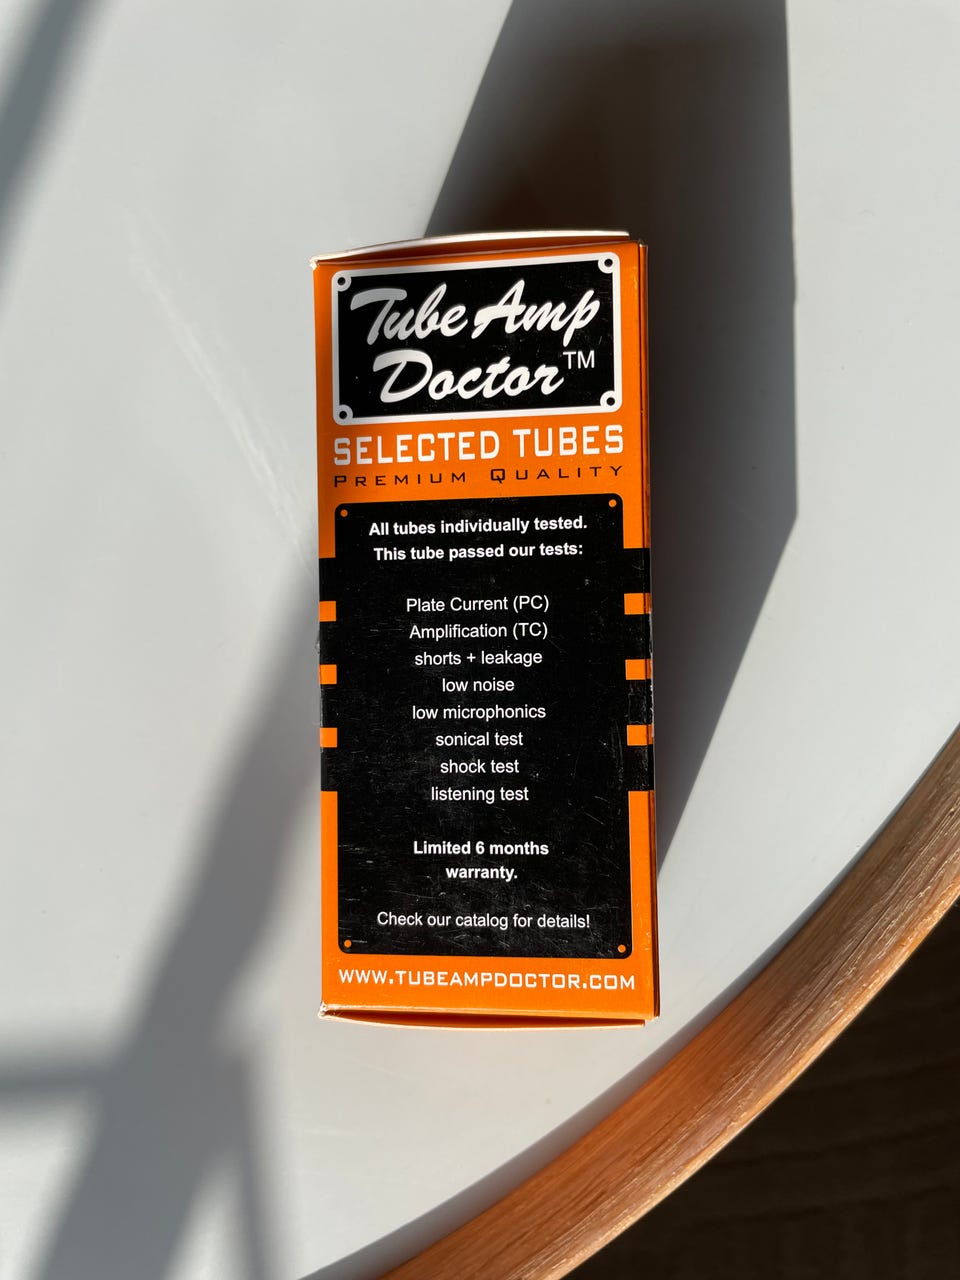 Tube Amp
Doctor™
SELECTED TUBES
PREMIUM QUALITY
All tubes individually tested.
This tube passed our tests:
Plate Current (PC)
Amplification (TC)
shorts + leakage
low noise
low microphonics
sonical test
shock test
listening test
Limited 6 months
warranty.
Check our catalog for details!
WWW.TUBEAMPDOCTOR.COM